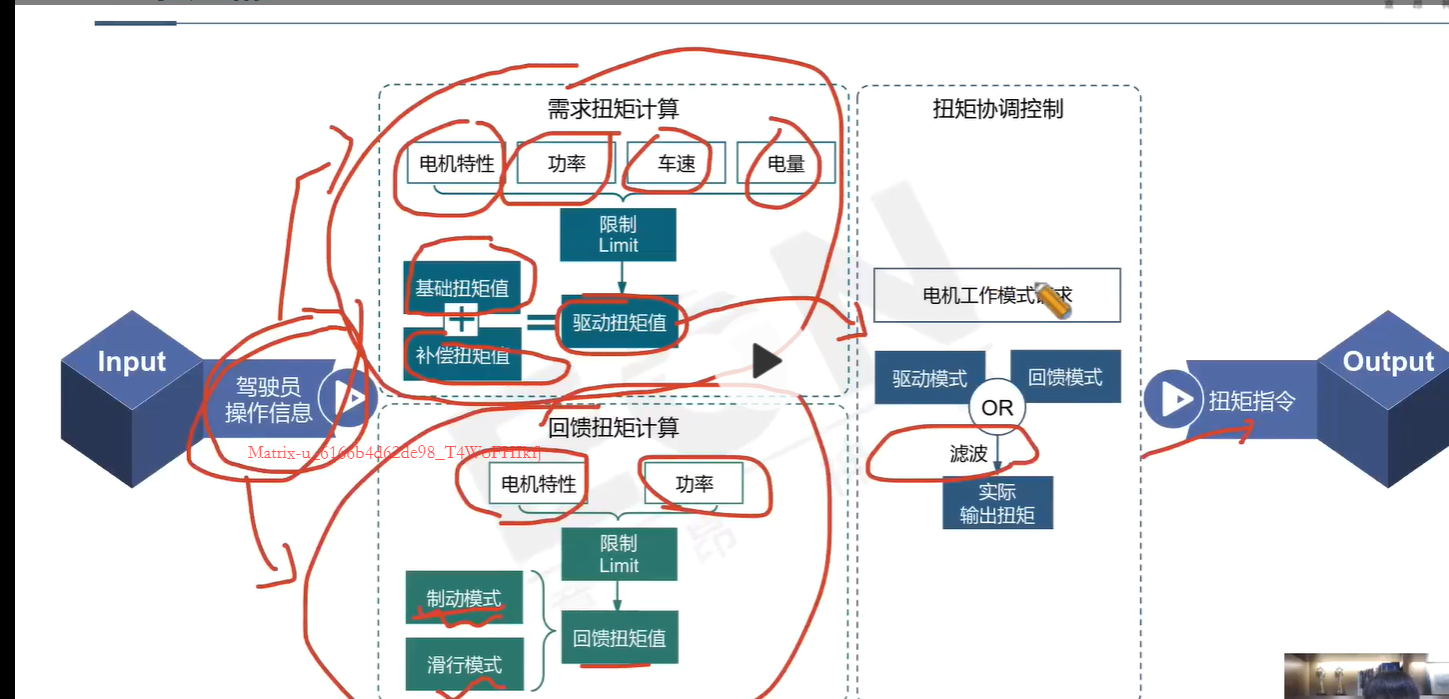 需求扭矩计算
电机特性
功率
车速
电量
限制
Limit
基础扭矩值
补偿扭矩值
驱动扭矩值
Input
驾驶员
操作信息
回馈扭矩计算
电机特性
功率
限制
Limit
制动模式
滑行模式
回馈扭矩值
扭矩协调控制
电机工作模式
求
驱动模式
回馈模式
OR
滤波
实际
输出扭矩
扭矩指令
Output